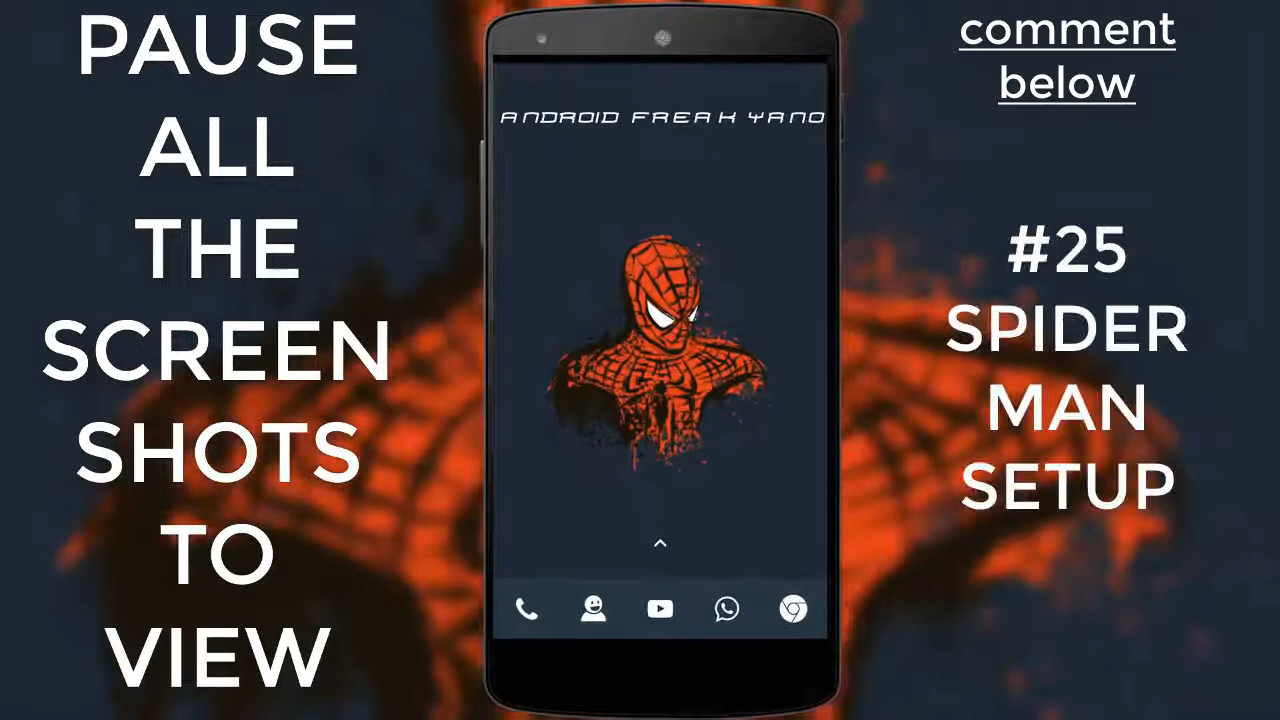 PAUSE
ALL
THE
SCREEN
SHOTS
TO
VIEW
ANDROID FREAK YANO
comment
below
#25
SPIDER
MAN
SETUP